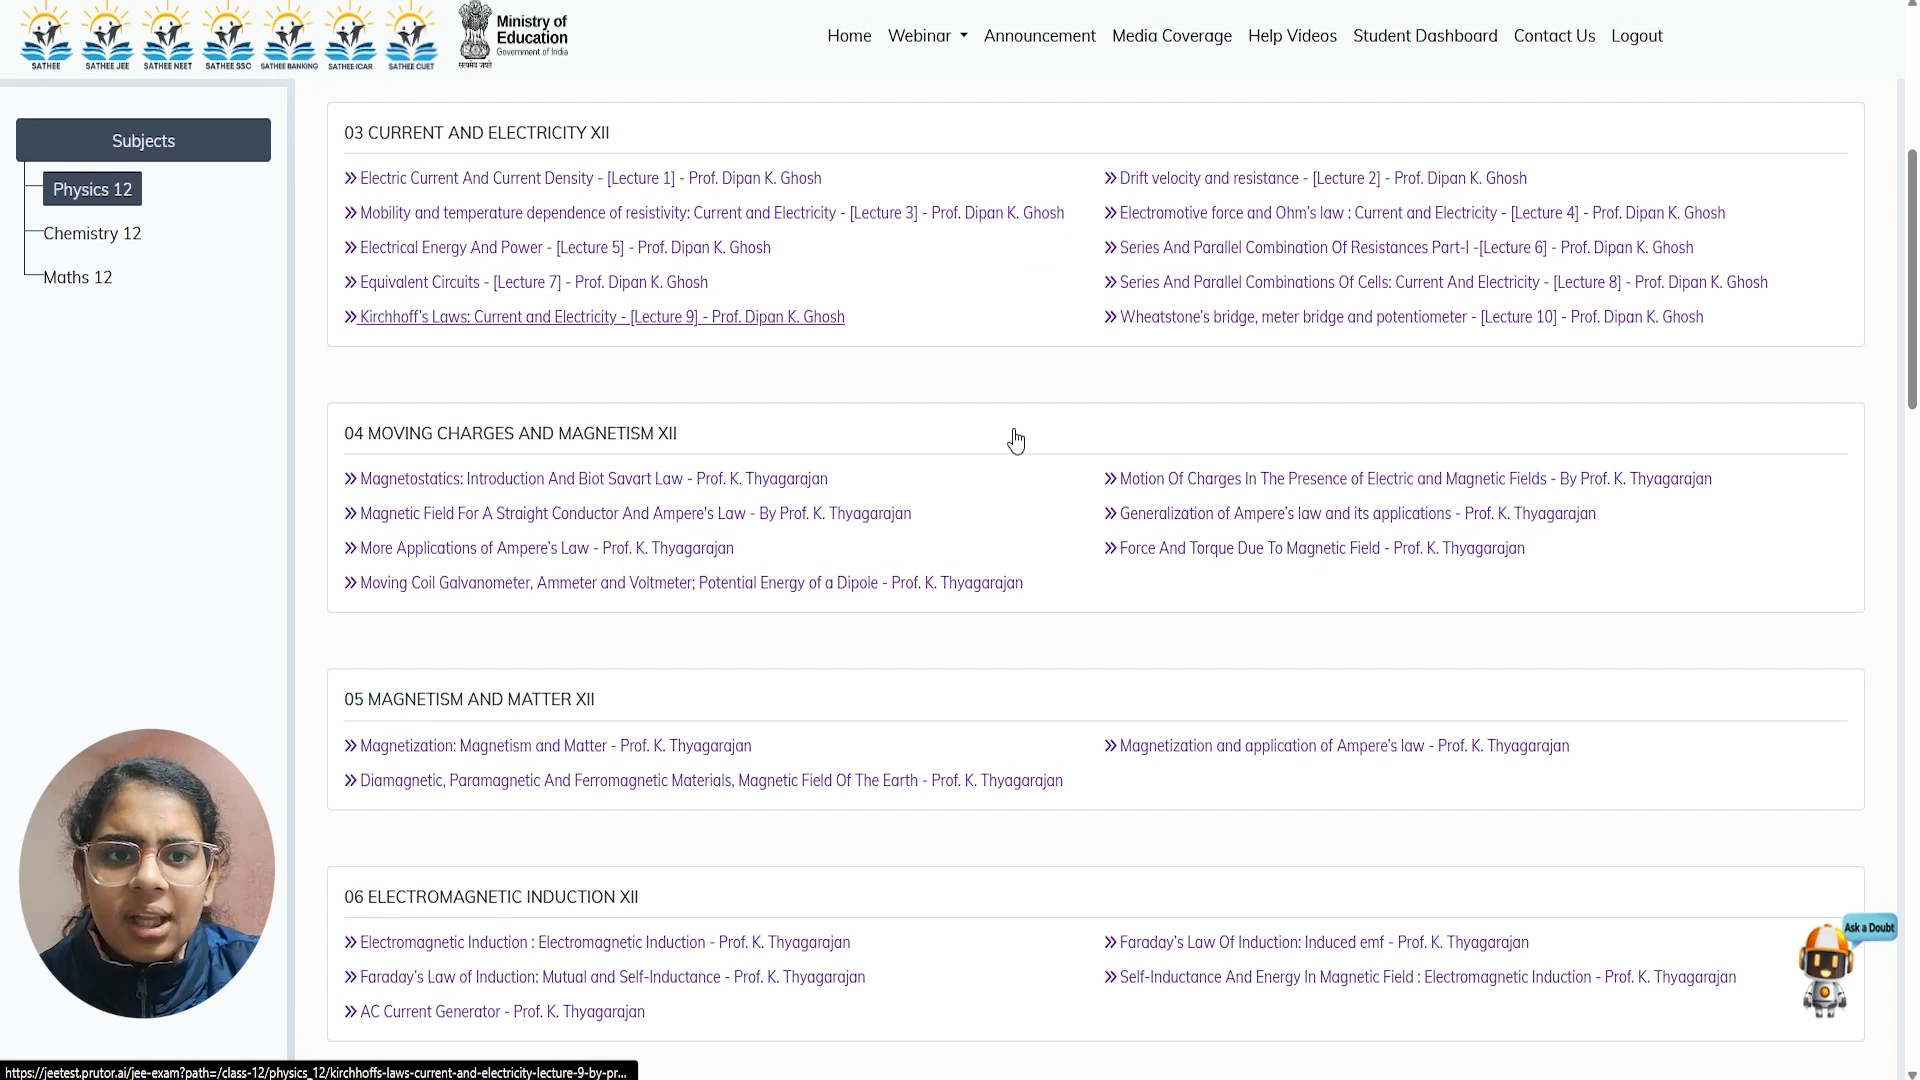 SATHEE
SATHEE JEE
SATHEE NEET
SATHEE SSC
SATHEE BANKING
SATHEE ICAR
SATHEE CUET
सत्यमेव जयते
Ministry of
Education
Government of India
Home
Webinar
Announcement
Media Coverage
Help Videos
Student Dashboard
Contact Us
Logout
Subjects
Physics 12
Chemistry 12
Maths 12
03 CURRENT AND ELECTRICITY XII
Electric Current And Current Density - [Lecture 1] - Prof. Dipan K. Ghosh
Drift velocity and resistance - [Lecture 2] - Prof. Dipan K. Ghosh
Mobility and temperature dependence of resistivity: Current and Electricity - [Lecture 3] - Prof. Dipan K. Ghosh
Electromotive force and Ohm's law : Current and Electricity - [Lecture 4] - Prof. Dipan K. Ghosh
Electrical Energy And Power - [Lecture 5] - Prof. Dipan K. Ghosh
Series And Parallel Combination Of Resistances Part-I -[Lecture 6] - Prof. Dipan K. Ghosh
Equivalent Circuits - [Lecture 7] - Prof. Dipan K. Ghosh
Series And Parallel Combinations Of Cells: Current And Electricity - [Lecture 8] - Prof. Dipan K. Ghosh
Kirchhoff's Laws: Current and Electricity - [Lecture 9] - Prof. Dipan K. Ghosh
Wheatstone's bridge, meter bridge and potentiometer - [Lecture 10] - Prof. Dipan K. Ghosh
04 MOVING CHARGES AND MAGNETISM XII
Magnetostatics: Introduction And Biot Savart Law - Prof. K. Thyagarajan
Motion Of Charges In The Presence of Electric and Magnetic Fields - By Prof. K. Thyagarajan
Magnetic Field For A Straight Conductor And Ampere's Law - By Prof. K. Thyagarajan
Generalization of Ampere's law and its applications - Prof. K. Thyagarajan
More Applications of Ampere's Law - Prof. K. Thyagarajan
Force And Torque Due To Magnetic Field - Prof. K. Thyagarajan
Moving Coil Galvanometer, Ammeter and Voltmeter; Potential Energy of a Dipole - Prof. K. Thyagarajan
05 MAGNETISM AND MATTER XII
Magnetization: Magnetism and Matter - Prof. K. Thyagarajan
Magnetization and application of Ampere's law - Prof. K. Thyagarajan
Diamagnetic, Paramagnetic And Ferromagnetic Materials, Magnetic Field Of The Earth - Prof. K. Thyagarajan
06 ELECTROMAGNETIC INDUCTION XII
Electromagnetic Induction : Electromagnetic Induction - Prof. K. Thyagarajan
Faraday's Law Of Induction: Induced emf - Prof. K. Thyagarajan
Faraday's Law of Induction: Mutual and Self-Inductance - Prof. K. Thyagarajan
Self-Inductance And Energy In Magnetic Field : Electromagnetic Induction - Prof. K. Thyagarajan
AC Current Generator - Prof. K. Thyagarajan
Ask a Doubt
https://jeetest.prutor.ai/jee-exam?path=/class-12/physics_12/kirchhoffs-laws-current-and-electricity-lecture-9-by-pr...